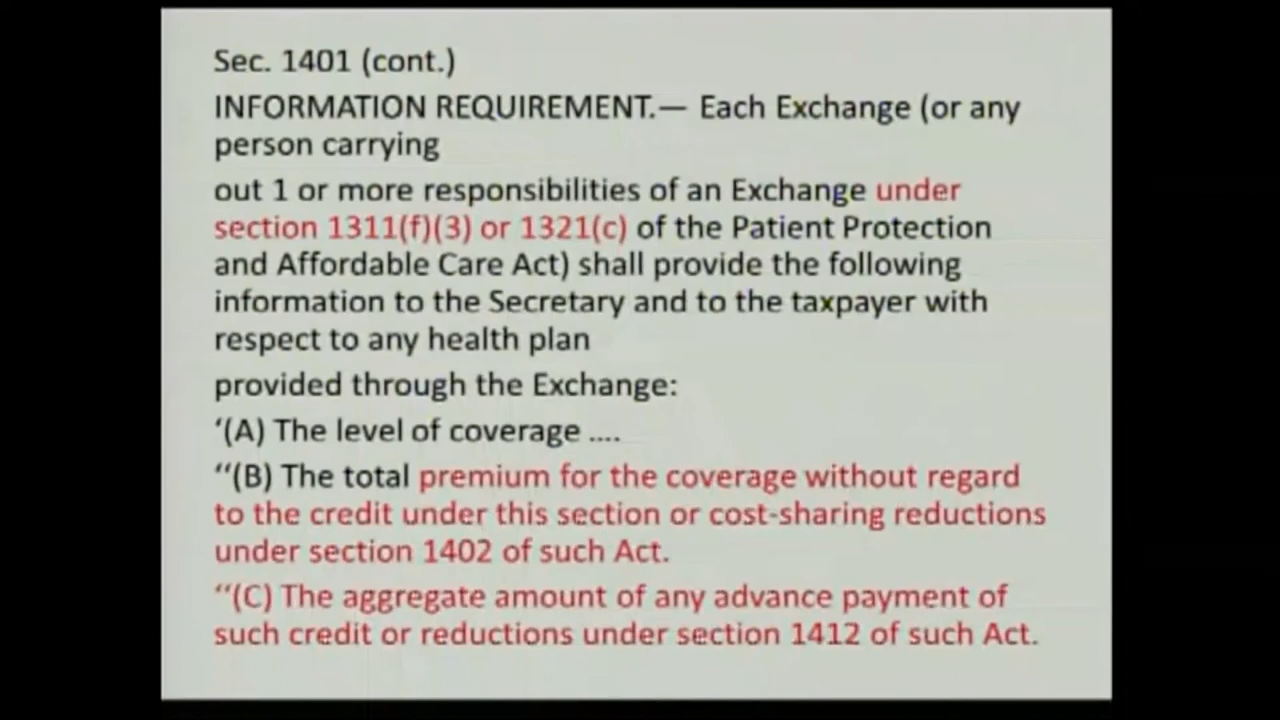 Sec. 1401 (cont.)
INFORMATION REQUIREMENT.— Each Exchange (or any
person carrying
out 1 or more responsibilities of an Exchange under
section 1311(f)(3) or 1321(c) of the Patient Protection
and Affordable Care Act) shall provide the following
information to the Secretary and to the taxpayer with
respect to any health plan
provided through the Exchange:
‘(A) The level of coverage ....
‘‘(B) The total premium for the coverage without regard
to the credit under this section or cost-sharing reductions
under section 1402 of such Act.
‘‘(C) The aggregate amount of any advance payment of
such credit or reductions under section 1412 of such Act.